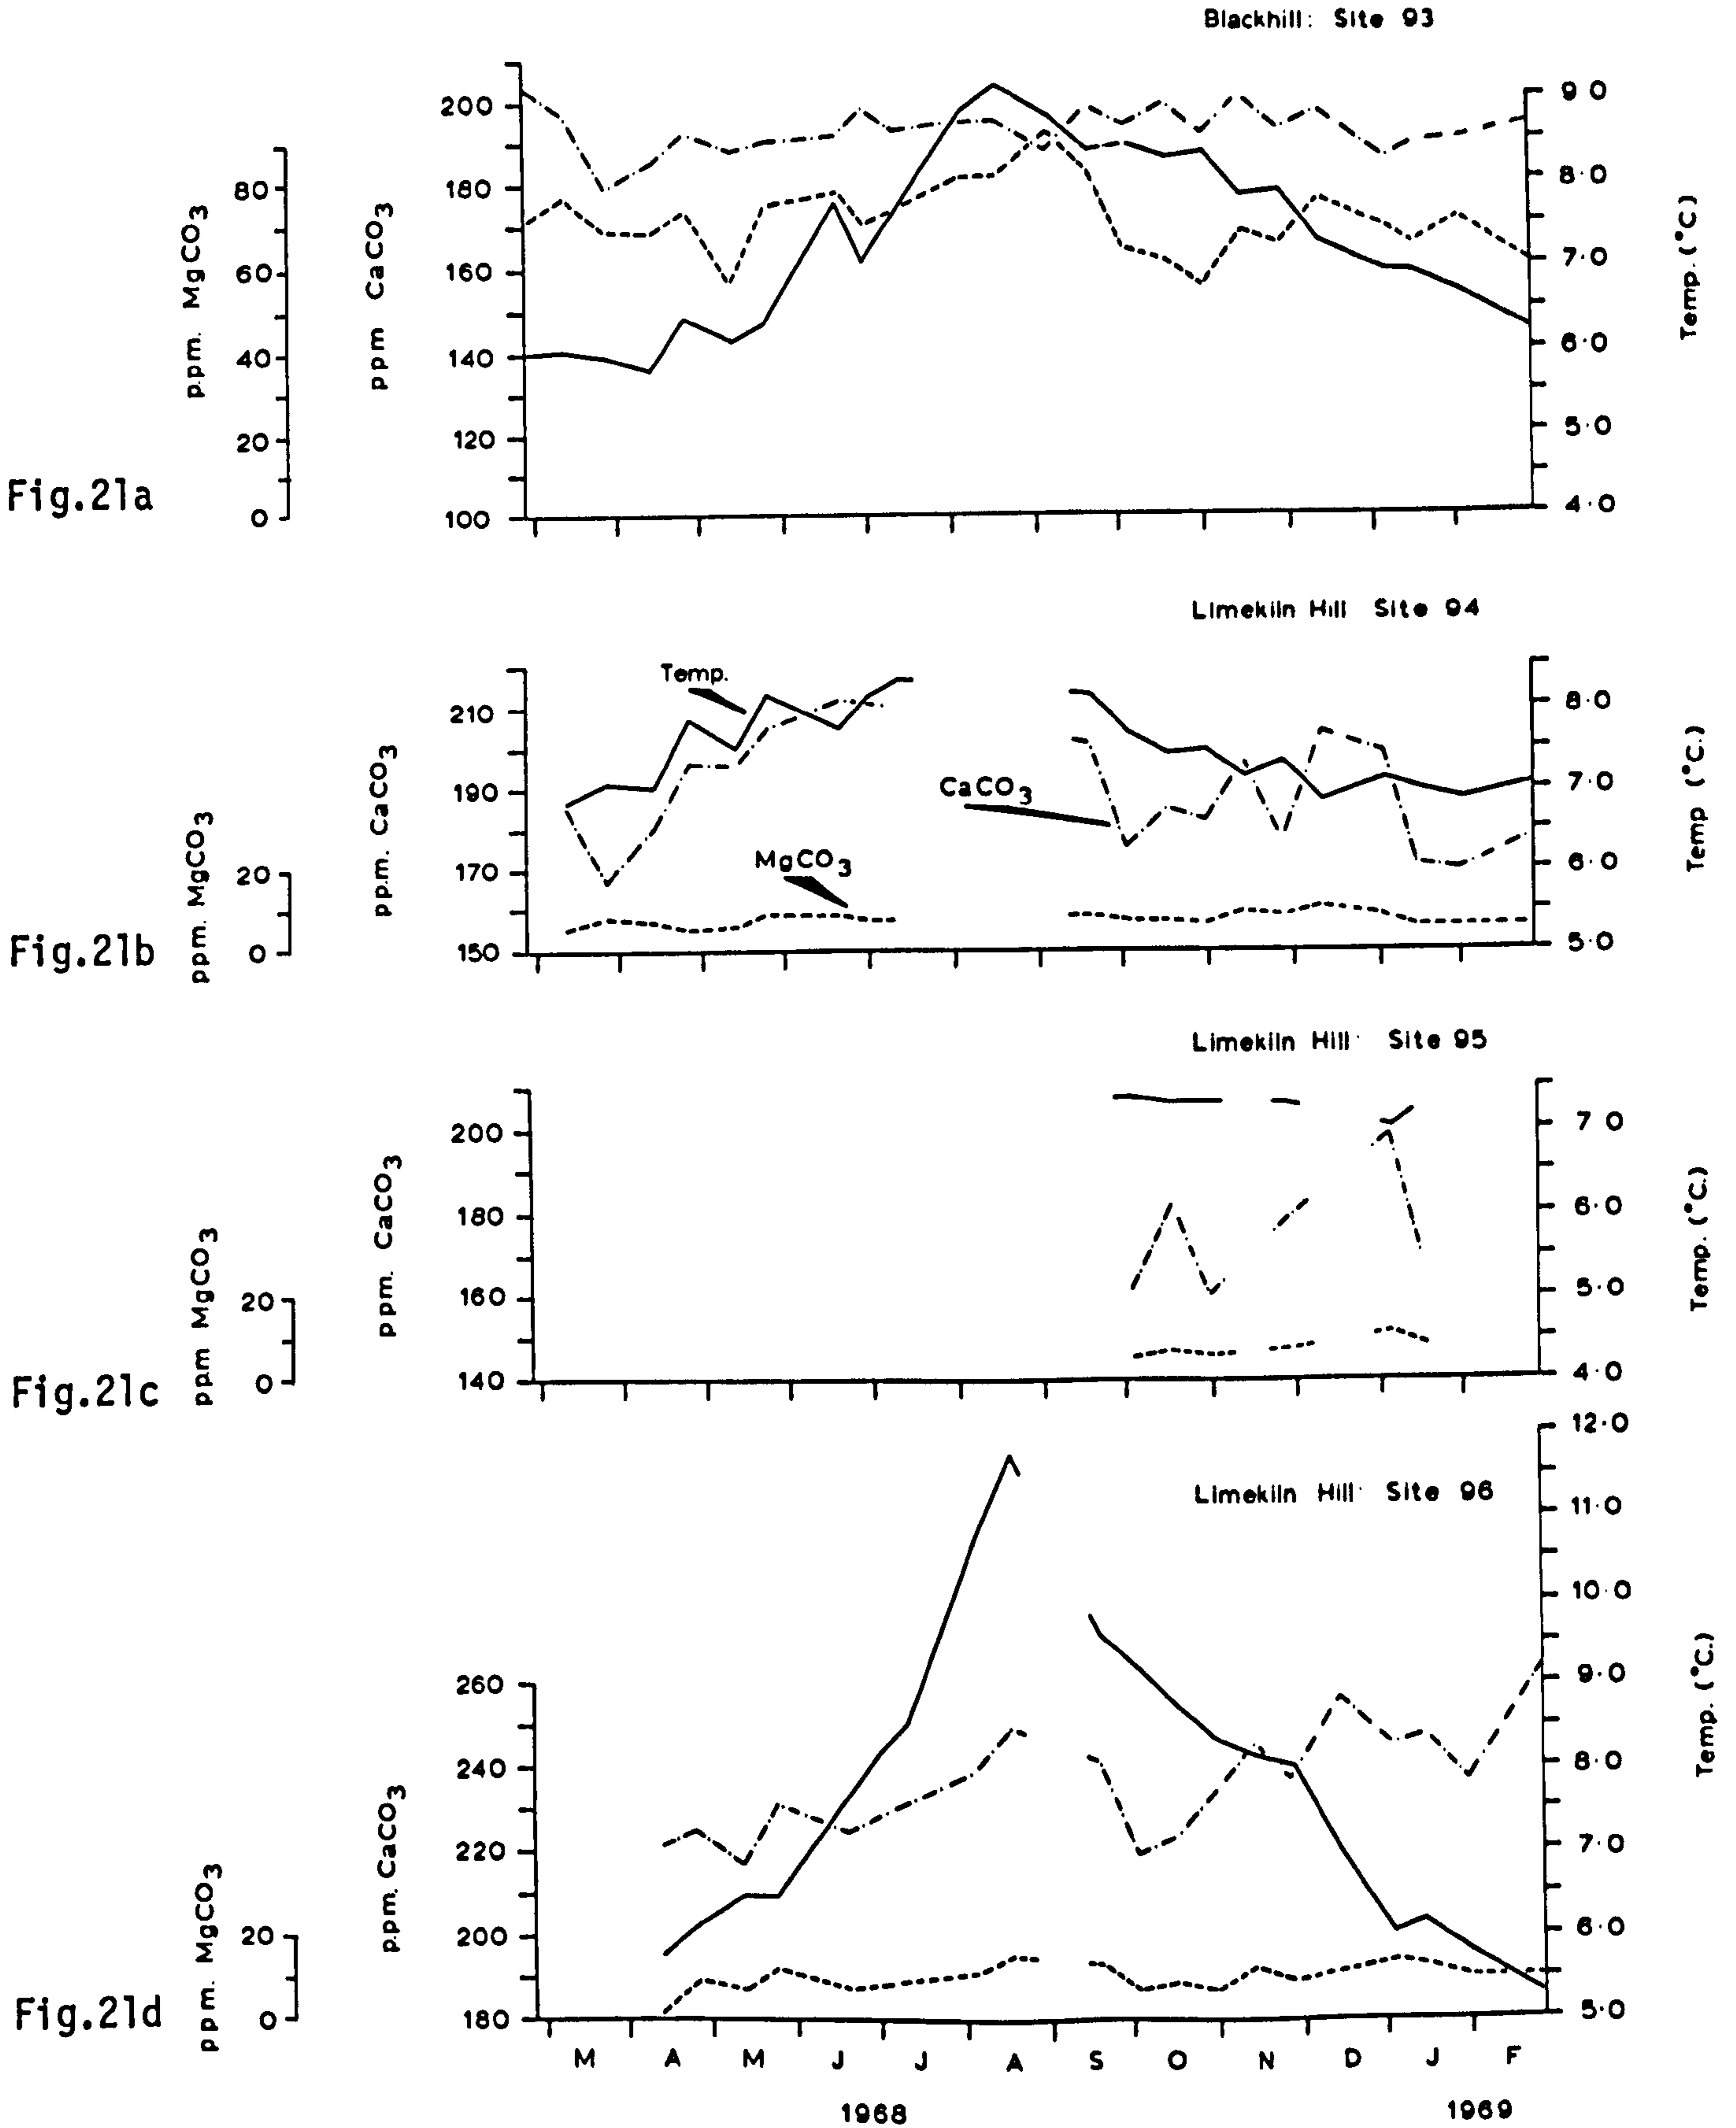 Blackhill: Site 93
ppm. MgCO3
80
60
40
20
0
ppm CaCO3
200
180
160
140
120
100
9·0
8·0
7·0
6·0
5·0
4·0
Temp. (°C)
Fig.21a
Limekiln Hill Site 94
Temp.
CaCO3
MgCO3
ppm. MgCO3
20
0
ppm. CaCO3
210
190
170
150
8·0
7·0
6·0
5·0
Temp (°C.)
Fig.21b
Limekiln Hill: Site 95
ppm MgCO3
20
0
ppm. CaCO3
200
180
160
140
7·0
6·0
5·0
4·0
Temp. (°C.)
Fig.21c
Limekiln Hill: Site 96
ppm. MgCO3
20
0
p.pm. CaCO3
260
240
220
200
180
12·0
11·0
10·0
9·0
8·0
7·0
6·0
5·0
Temp. (°C.)
Fig.21d
M A M J J A S O N D J F
1968 1969